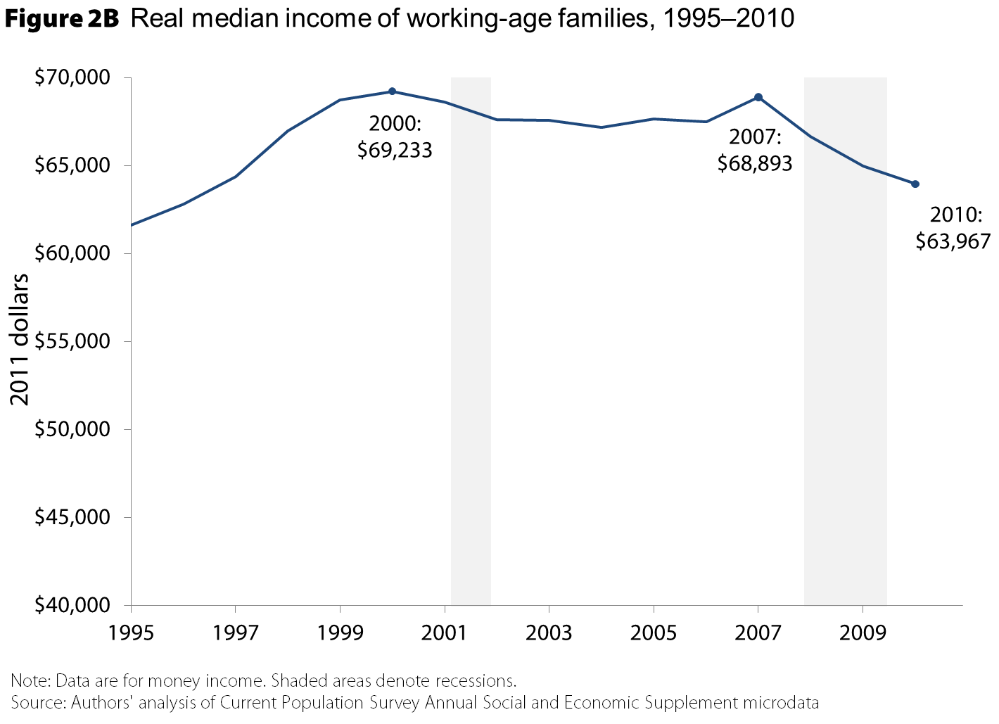 Figure 2B Real median income of working-age families, 1995–2010
$70,000
2000:
$69,233
2007:
$68,893
$65,000
2010:
$63,967
$60,000
2011 dollars
$55,000
$50,000
$45,000
$40,000
1995 1997 1999 2001 2003 2005 2007 2009
Note: Data are for money income. Shaded areas denote recessions.
Source: Authors' analysis of Current Population Survey Annual Social and Economic Supplement microdata